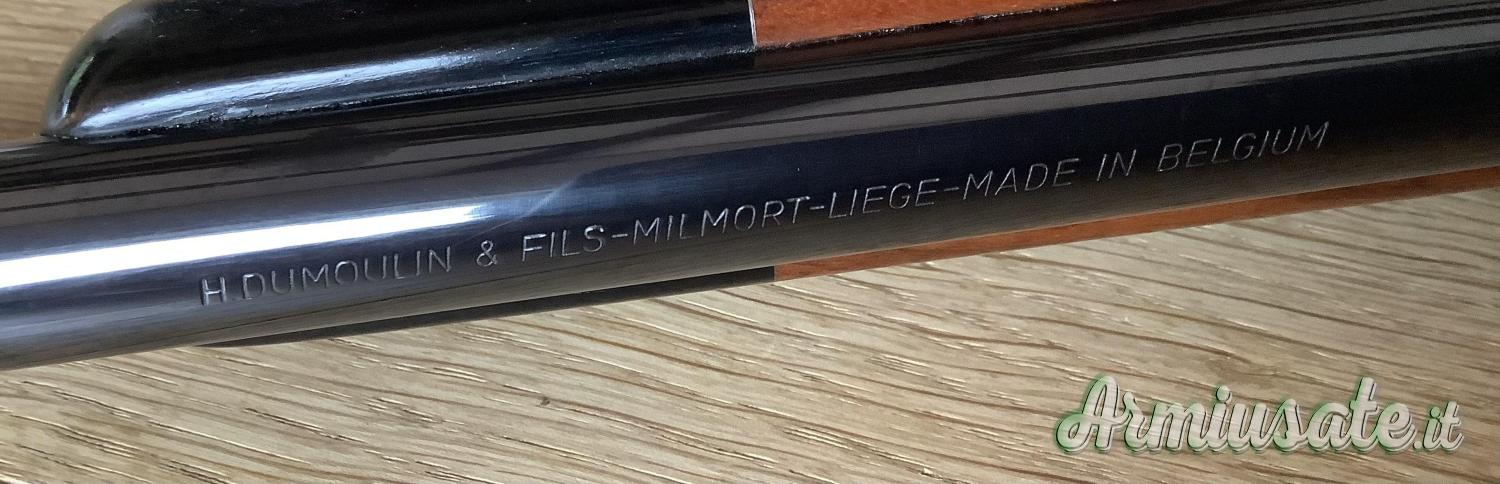 H.DUMOULIN & FILS-MILMORT-LIEGE-MADE IN BELGIUM
Armiusate.it